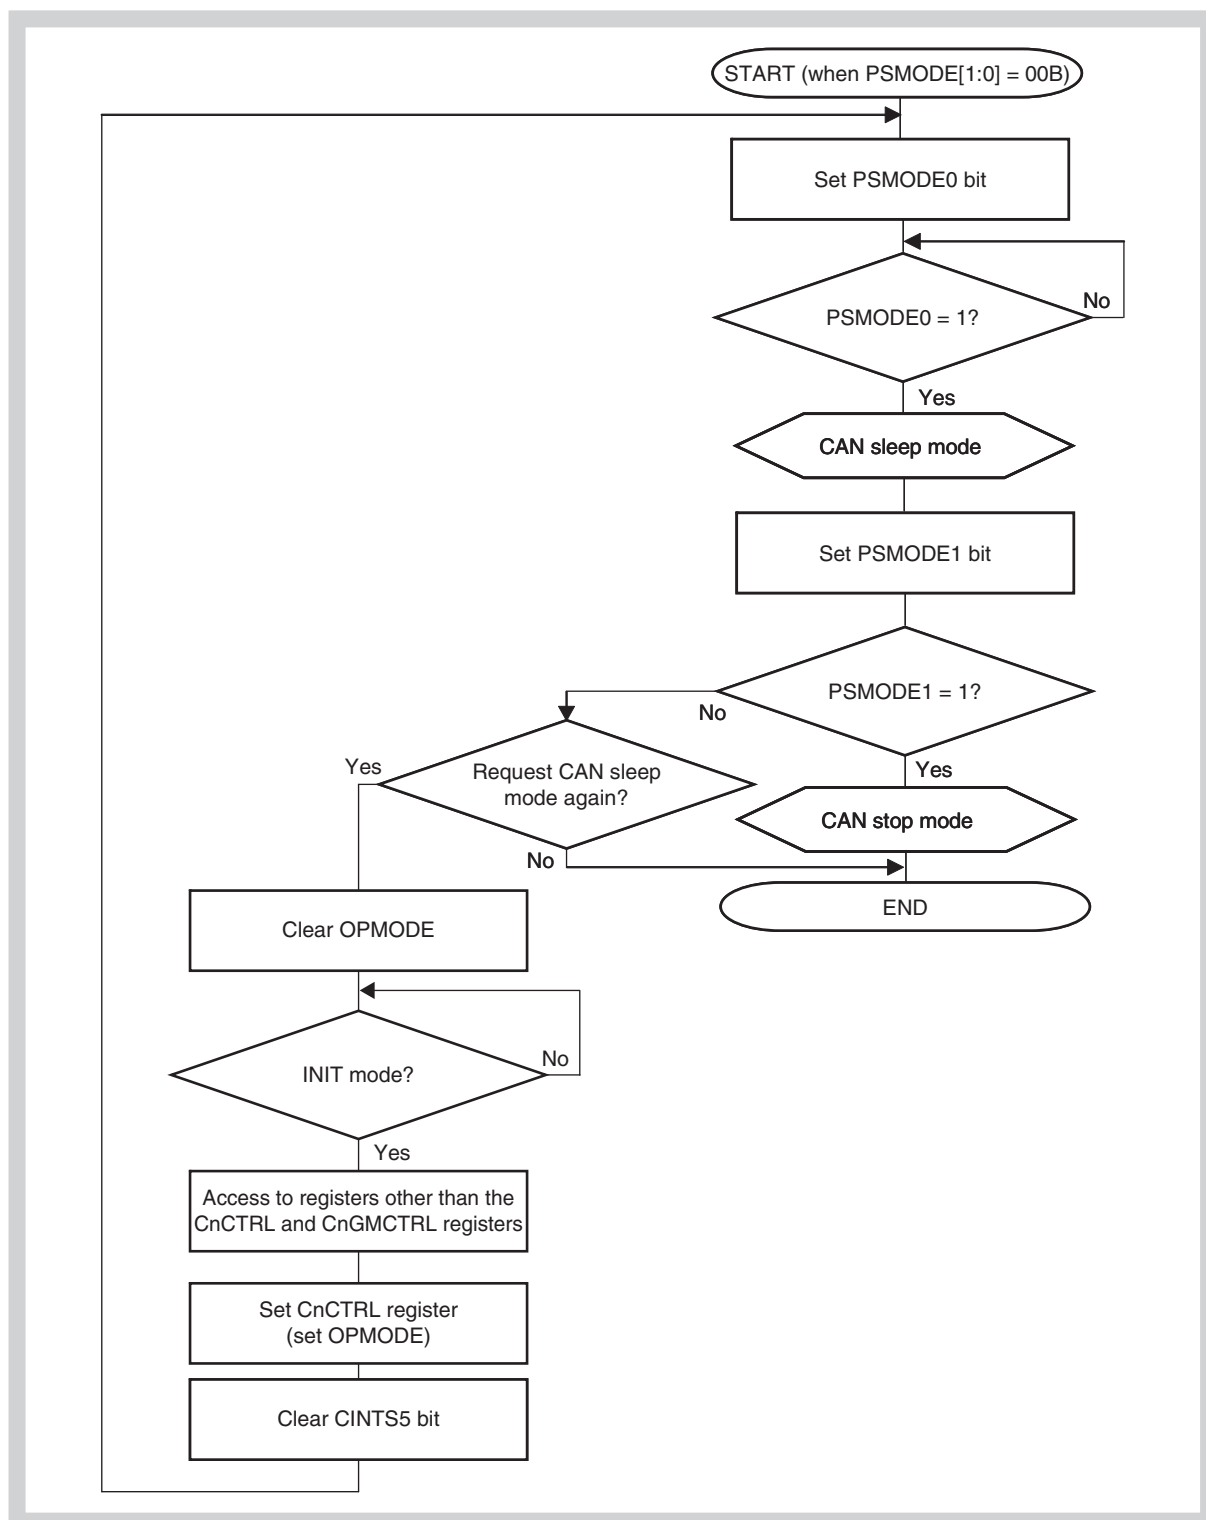 START (when PSMODE[1:0] = 00B)
Set PSMODE0 bit
PSMODE0 = 1?
No
Yes
CAN sleep mode
Set PSMODE1 bit
PSMODE1 = 1?
No
Yes
Yes
Request CAN sleep
mode again?
CAN stop mode
No
END
Clear OPMODE
INIT mode?
No
Yes
Access to registers other than the
CnCTRL and CnGMCTRL registers
Set CnCTRL register
(set OPMODE)
Clear CINTS5 bit